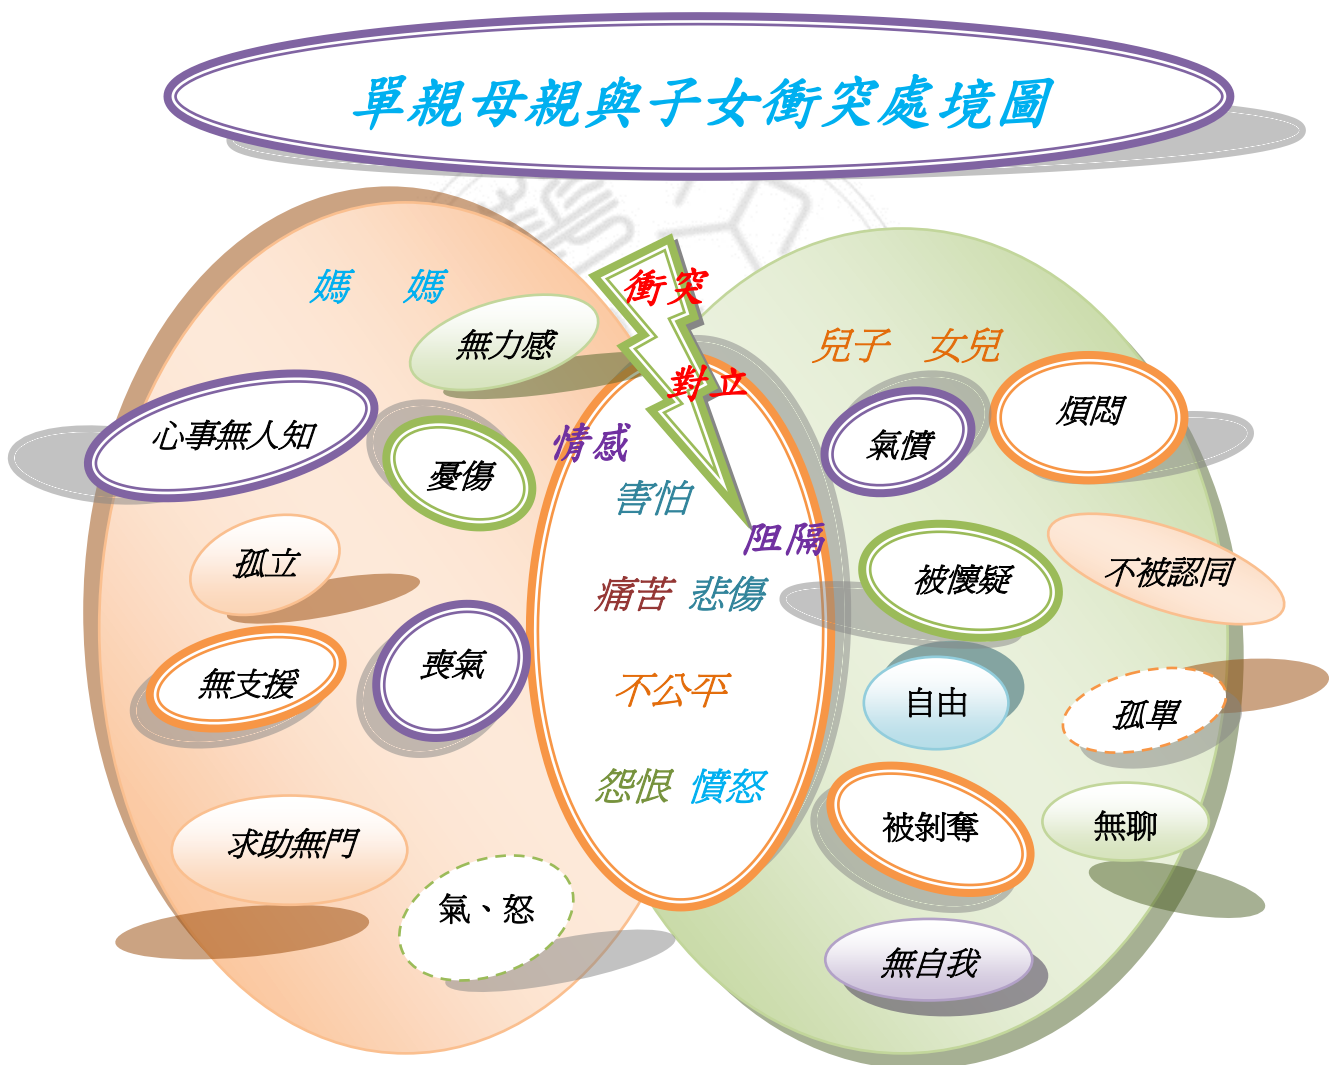 單親母親與子女衝突處境圖
媽 媽
無力感
心事無人知
憂傷
孤立
無支援
喪氣
求助無門
氣、怒
衝突
對立
情感
阻隔
害怕
痛苦 悲傷
不公平
怨恨 憤怒
兒子 女兒
氣憤
煩悶
被懷疑
不被認同
自由
孤單
被剝奪
無聊
無自我